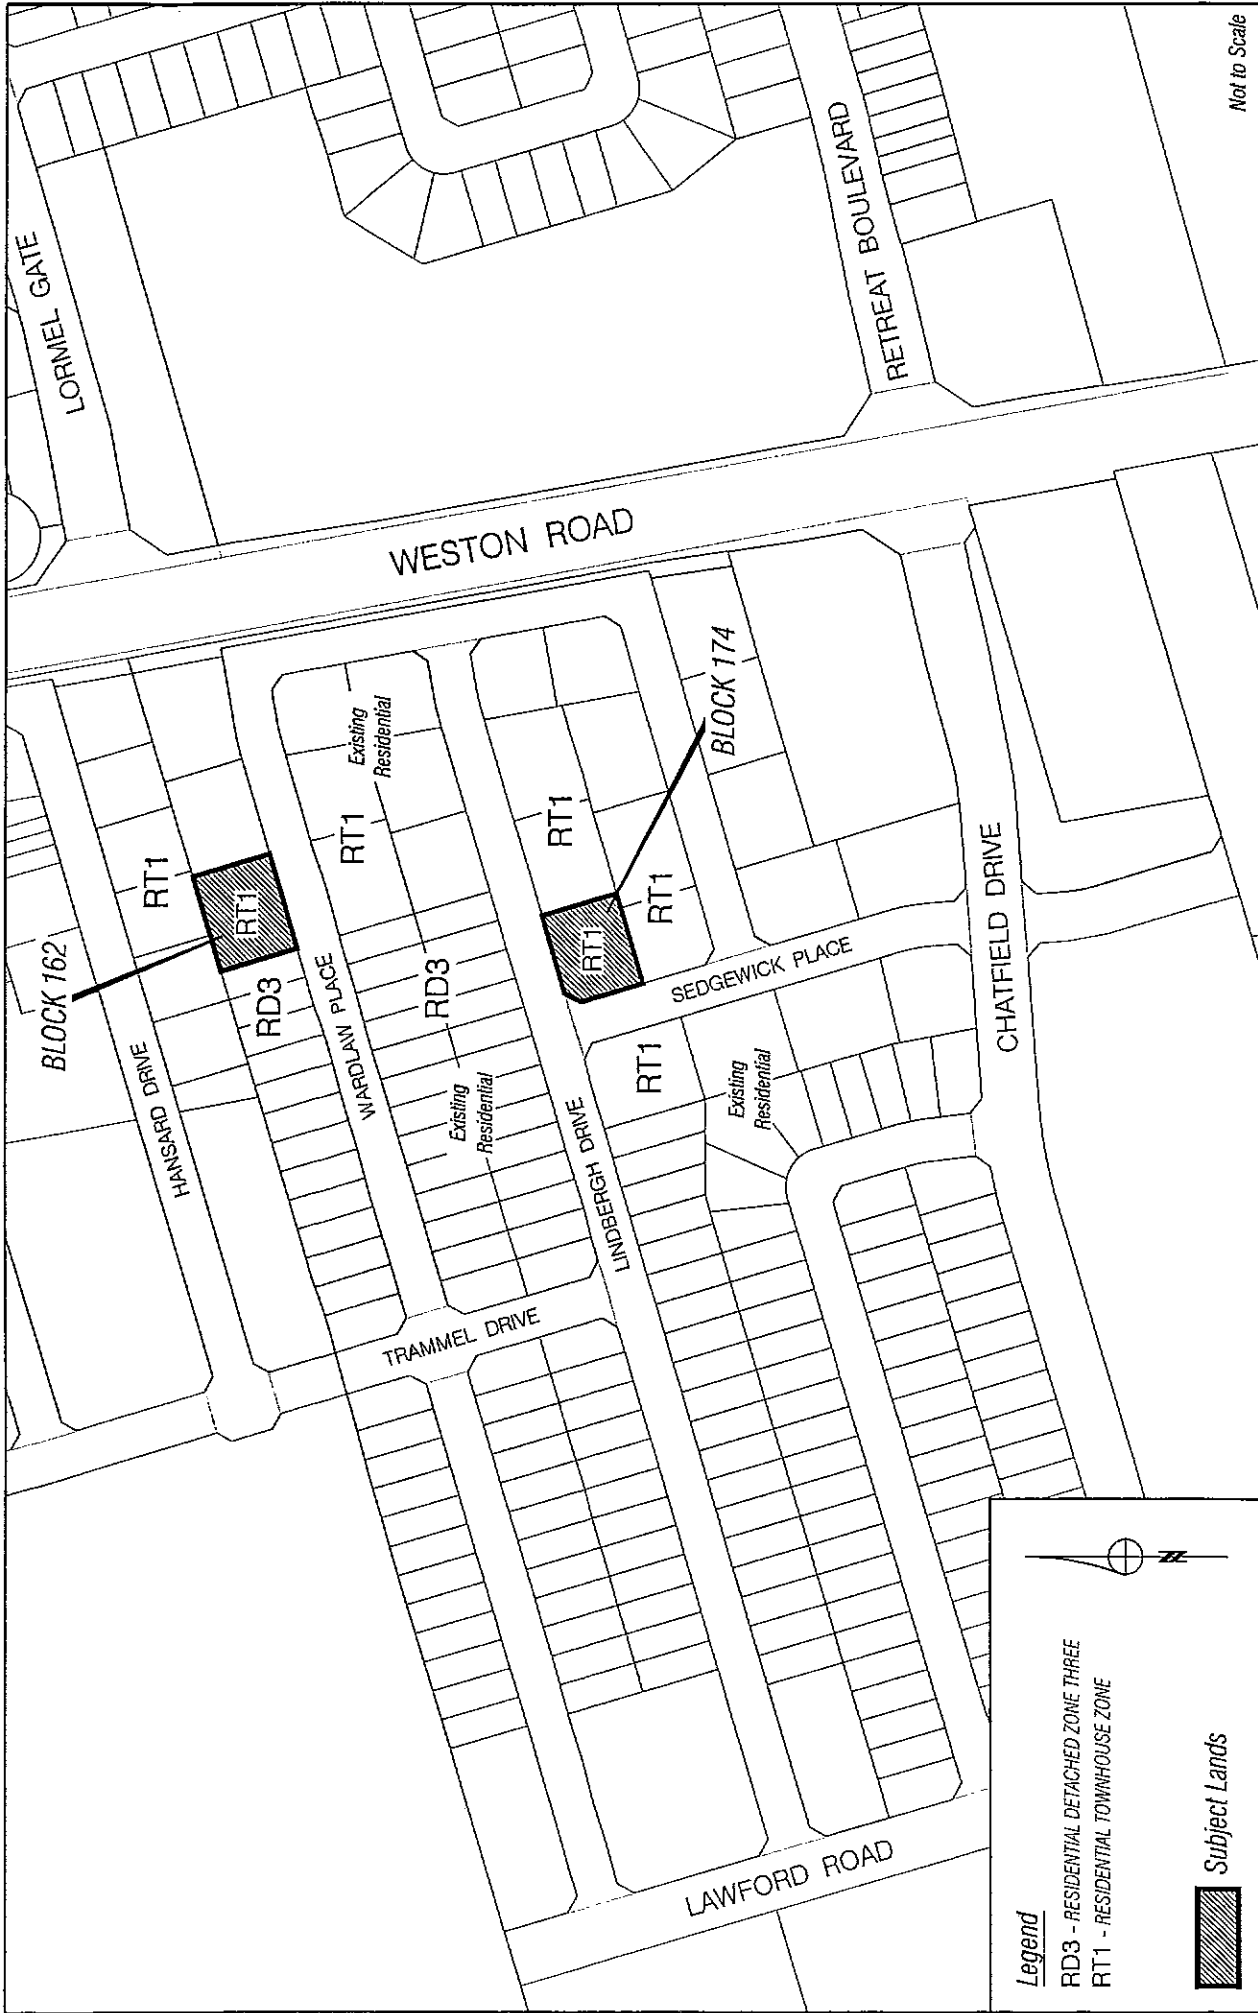 LORMEL GATE
WESTON ROAD
RETREAT BOULEVARD
BLOCK 162
HANSARD DRIVE
RT1
RT1
RD3
WARDLAW PLACE
RT1
Existing
Residential
RD3
Existing
Residential
TRAMMEL DRIVE
LINDBERGH DRIVE
RT1
RT1
BLOCK 174
RT1
RT1
SEDGEWICK PLACE
Existing
Residential
CHATFIELD DRIVE
LAWFORD ROAD
Legend
RD3 - RESIDENTIAL DETACHED ZONE THREE
RT1 - RESIDENTIAL TOWNHOUSE ZONE
Subject Lands
N
Not to Scale